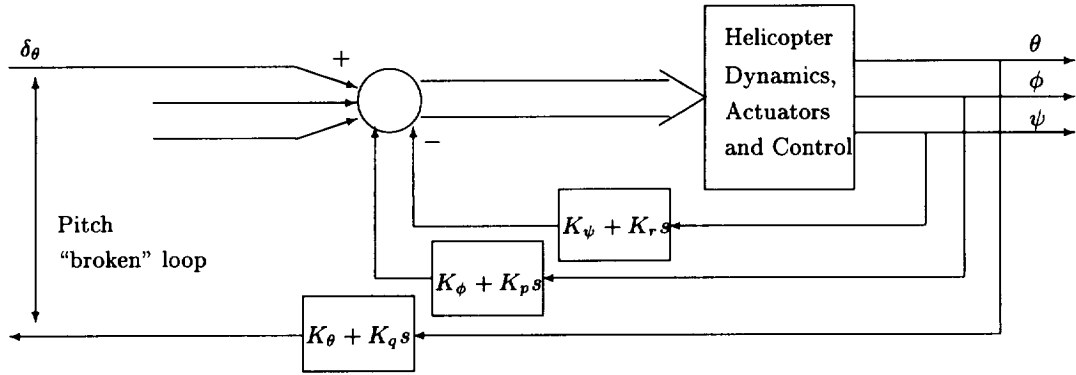 δ_θ
+
−
Helicopter
Dynamics,
Actuators
and Control
θ
φ
ψ
K_ψ + K_r s
Pitch
“broken” loop
K_φ + K_p s
K_θ + K_q s